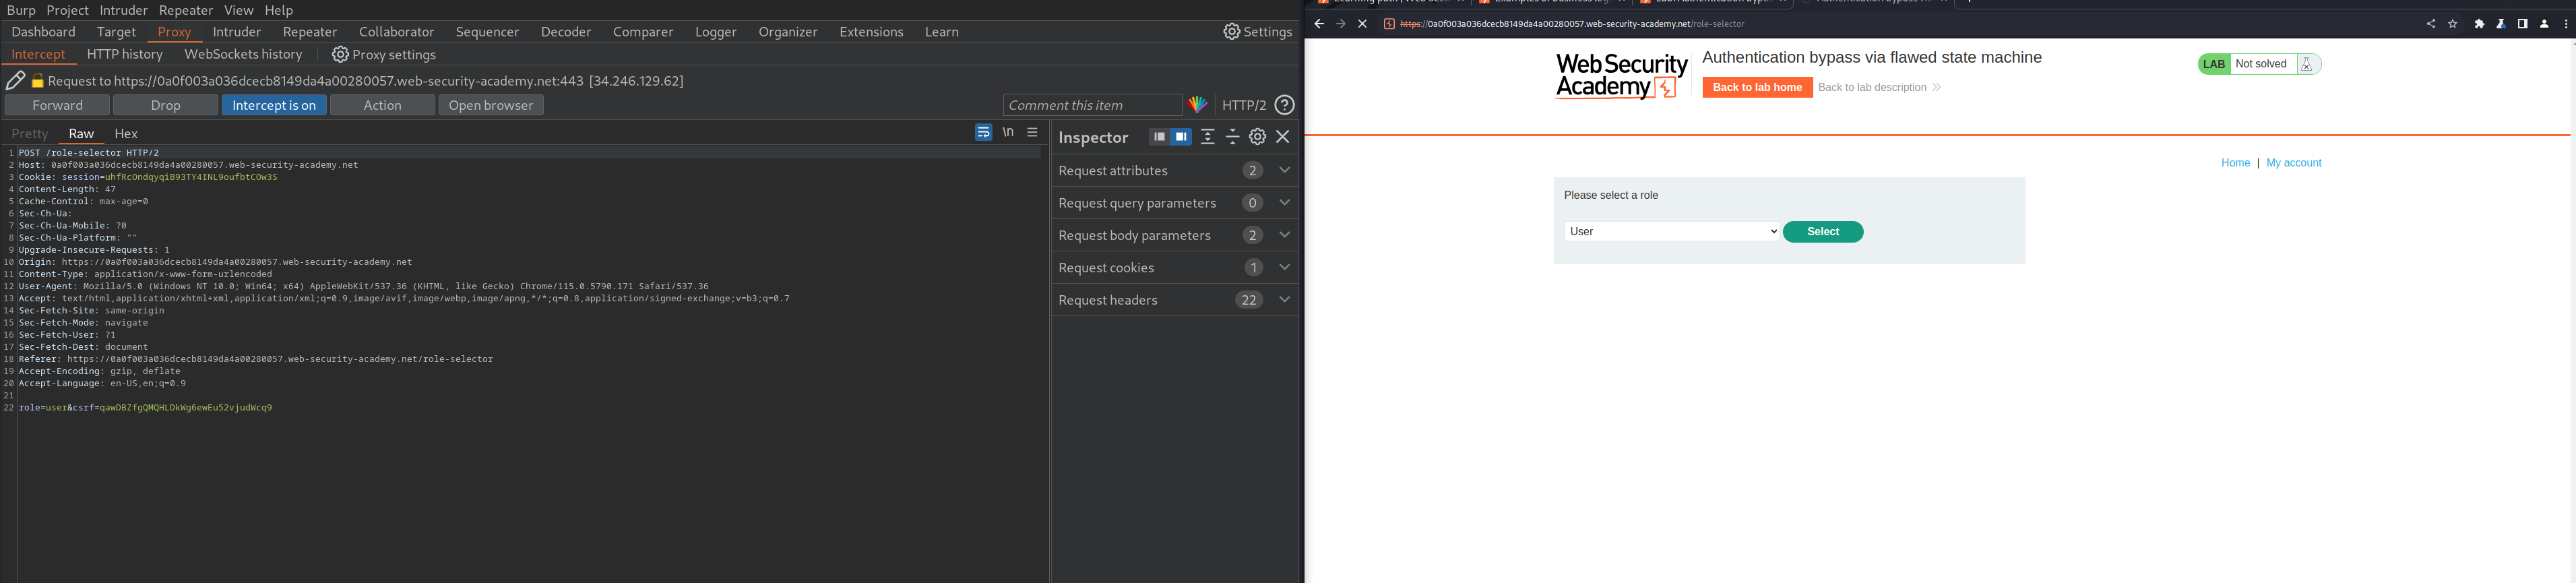 Burp Project Intruder Repeater View Help
Dashboard Target Proxy Intruder Repeater Collaborator Sequencer Decoder Comparer Logger Organizer Extensions Learn Settings
Intercept HTTP history WebSockets history Proxy settings
Request to https://0a0f003a036dcecb8149da4a00280057.web-security-academy.net:443 [34.246.129.62]
Forward Drop Intercept is on Action Open browser Comment this item HTTP/2
Pretty Raw Hex \n
1 POST /role-selector HTTP/2
2 Host: 0a0f003a036dcecb8149da4a00280057.web-security-academy.net
3 Cookie: session=uhfRcOndqyqiB93TY4INL9oufbtCOw3S
4 Content-Length: 47
5 Cache-Control: max-age=0
6 Sec-Ch-Ua:
7 Sec-Ch-Ua-Mobile: ?0
8 Sec-Ch-Ua-Platform: ""
9 Upgrade-Insecure-Requests: 1
10 Origin: https://0a0f003a036dcecb8149da4a00280057.web-security-academy.net
11 Content-Type: application/x-www-form-urlencoded
12 User-Agent: Mozilla/5.0 (Windows NT 10.0; Win64; x64) AppleWebKit/537.36 (KHTML, like Gecko) Chrome/115.0.5790.171 Safari/537.36
13 Accept: text/html,application/xhtml+xml,application/xml;q=0.9,image/avif,image/webp,image/apng,*/*;q=0.8,application/signed-exchange;v=b3;q=0.7
14 Sec-Fetch-Site: same-origin
15 Sec-Fetch-Mode: navigate
16 Sec-Fetch-User: ?1
17 Sec-Fetch-Dest: document
18 Referer: https://0a0f003a036dcecb8149da4a00280057.web-security-academy.net/role-selector
19 Accept-Encoding: gzip, deflate
20 Accept-Language: en-US,en;q=0.9
21
22 role=user&csrf=qawDBZfgQMQHLDkWg6ewEu52vjudWcq9
Inspector
Request attributes 2
Request query parameters 0
Request body parameters 2
Request cookies 1
Request headers 22
https://0a0f003a036dcecb8149da4a00280057.web-security-academy.net/role-selector
Web Security
Academy
Authentication bypass via flawed state machine
Back to lab home Back to lab description
LAB Not solved
Home | My account
Please select a role
User Select